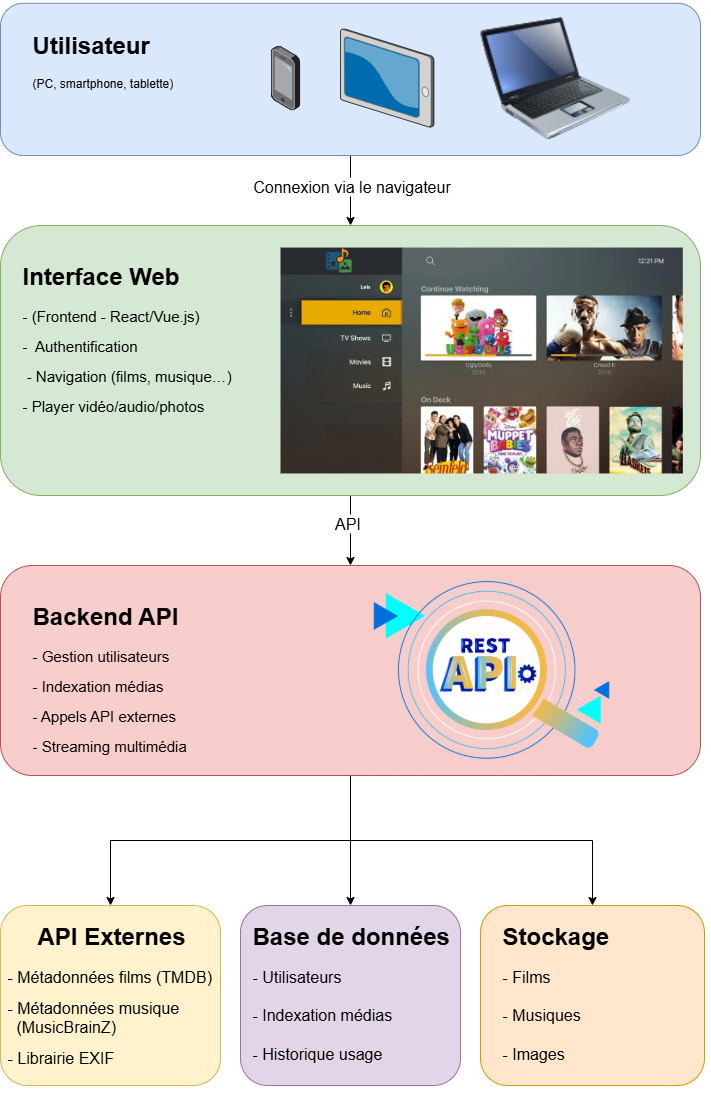 Utilisateur
(PC, smartphone, tablette)
Connexion via le navigateur
Interface Web
- (Frontend - React/Vue.js)
- Authentification
- Navigation (films, musique…)
- Player vidéo/audio/photos
12:21 PM
Home
TV Shows
Movies
Music
Continue Watching
UGLYDOLLS
UglyDolls
2019
Creed II
2018
On Deck
Seinfeld
Disney
MUPPET
BABIES
API
Backend API
- Gestion utilisateurs
- Indexation médias
- Appels API externes
- Streaming multimédia
REST
API
API Externes
- Métadonnées films (TMDB)
- Métadonnées musique
(MusicBrainZ)
- Librairie EXIF
Base de données
- Utilisateurs
- Indexation médias
- Historique usage
Stockage
- Films
- Musiques
- Images